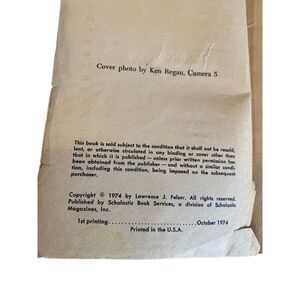 Cover photo by Ken Regan, Camera 5
This book is sold subject to the condition that it shall not be resold,
lent, or otherwise circulated in any binding or cover other than
that in which it is published — unless prior written permission has
been obtained from the publisher — and without a similar condi-
tion, including this condition, being imposed on the subsequent
purchaser.
Copyright © 1974 by Lawrence J. Felser. All rights reserved.
Published by Scholastic Book Services, a division of Scholastic
Magazines, Inc.
1st printing..............................October 1974
Printed in the U.S.A.